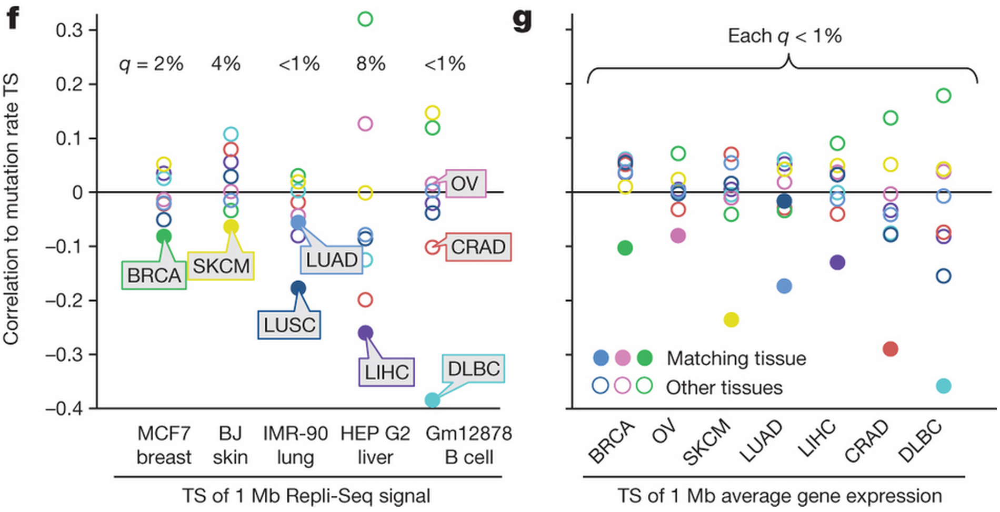 f
Correlation to mutation rate TS
0.3
0.2
0.1
0
−0.1
−0.2
−0.3
−0.4
q = 2%
4%
<1%
8%
<1%
BRCA
SKCM
LUAD
LUSC
LIHC
OV
CRAD
DLBC
MCF7
breast
BJ
skin
IMR-90
lung
HEP G2
liver
Gm12878
B cell
TS of 1 Mb Repli-Seq signal
g
Each q < 1%
Matching tissue
Other tissues
BRCA
OV
SKCM
LUAD
LIHC
CRAD
DLBC
TS of 1 Mb average gene expression